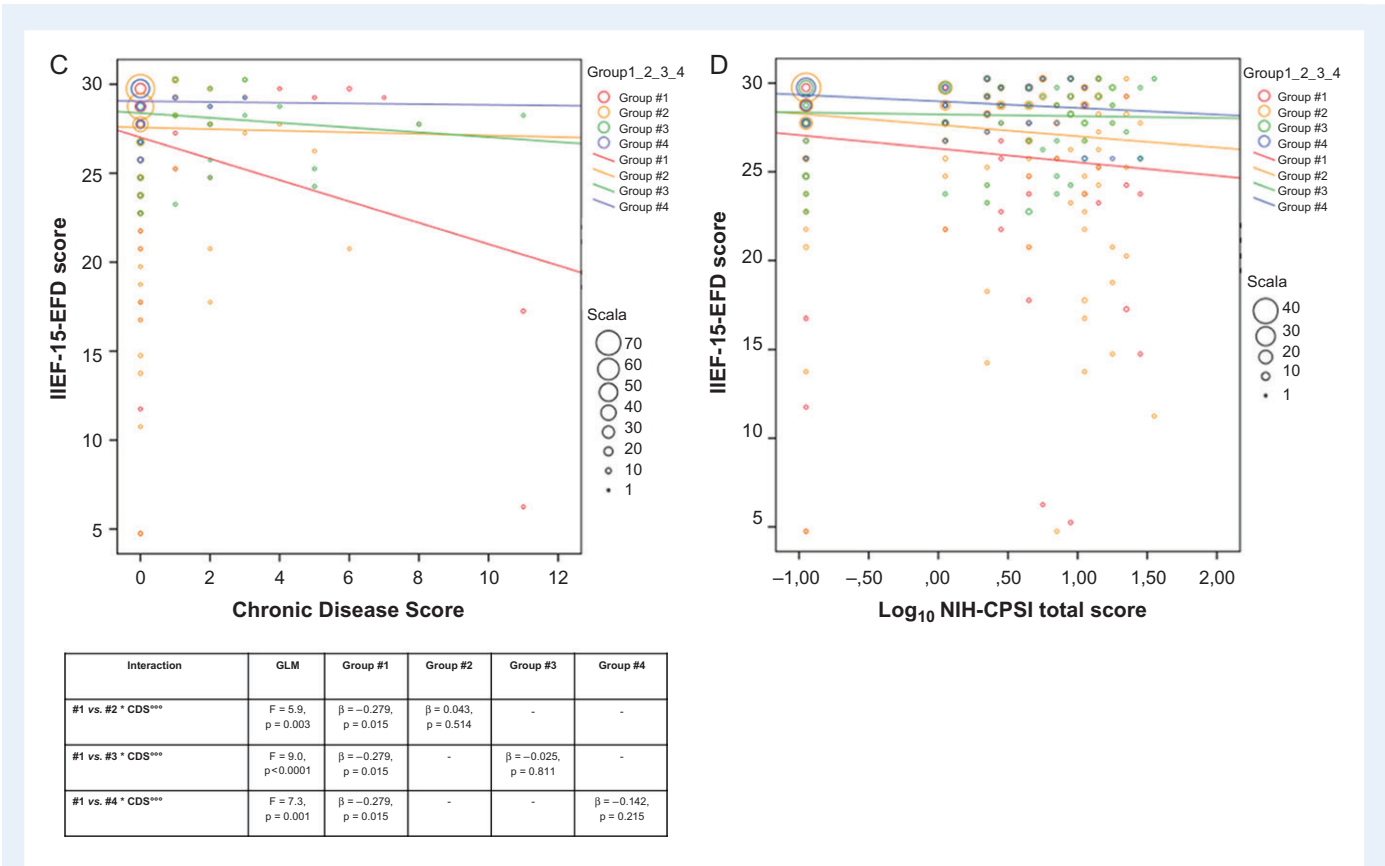 C
IIEF-15-EFD score
30
25
20
15
10
5
0 2 4 6 8 10 12
Chronic Disease Score
Group1_2_3_4
Group #1
Group #2
Group #3
Group #4
Group #1
Group #2
Group #3
Group #4
Scala
70
60
50
40
30
20
10
1
D
IIEF-15-EFD score
30
25
20
15
10
5
–1,00 –,50 ,00 ,50 1,00 1,50 2,00
Log₁₀ NIH-CPSI total score
Group1_2_3_4
Group #1
Group #2
Group #3
Group #4
Group #1
Group #2
Group #3
Group #4
Scala
40
30
20
10
1
Interaction GLM Group #1 Group #2 Group #3 Group #4
#1 vs. #2 * CDS°°° F = 5.9, β = –0.279, β = 0.043, - -
p = 0.003 p = 0.015 p = 0.514
#1 vs. #3 * CDS°°° F = 9.0, β = –0.279, - β = –0.025, -
p<0.0001 p = 0.015 p = 0.811
#1 vs. #4 * CDS°°° F = 7.3, β = –0.279, - - β = –0.142,
p = 0.001 p = 0.015 p = 0.215